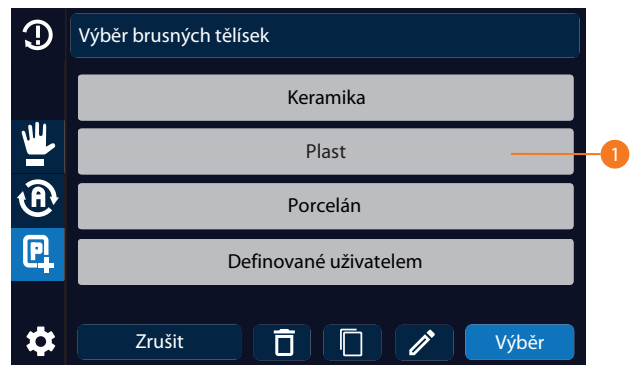 Výběr brusných tělísek
Keramika
Plast
1
Porcelán
A
Definované uživatelem
P
Zrušit
Výběr